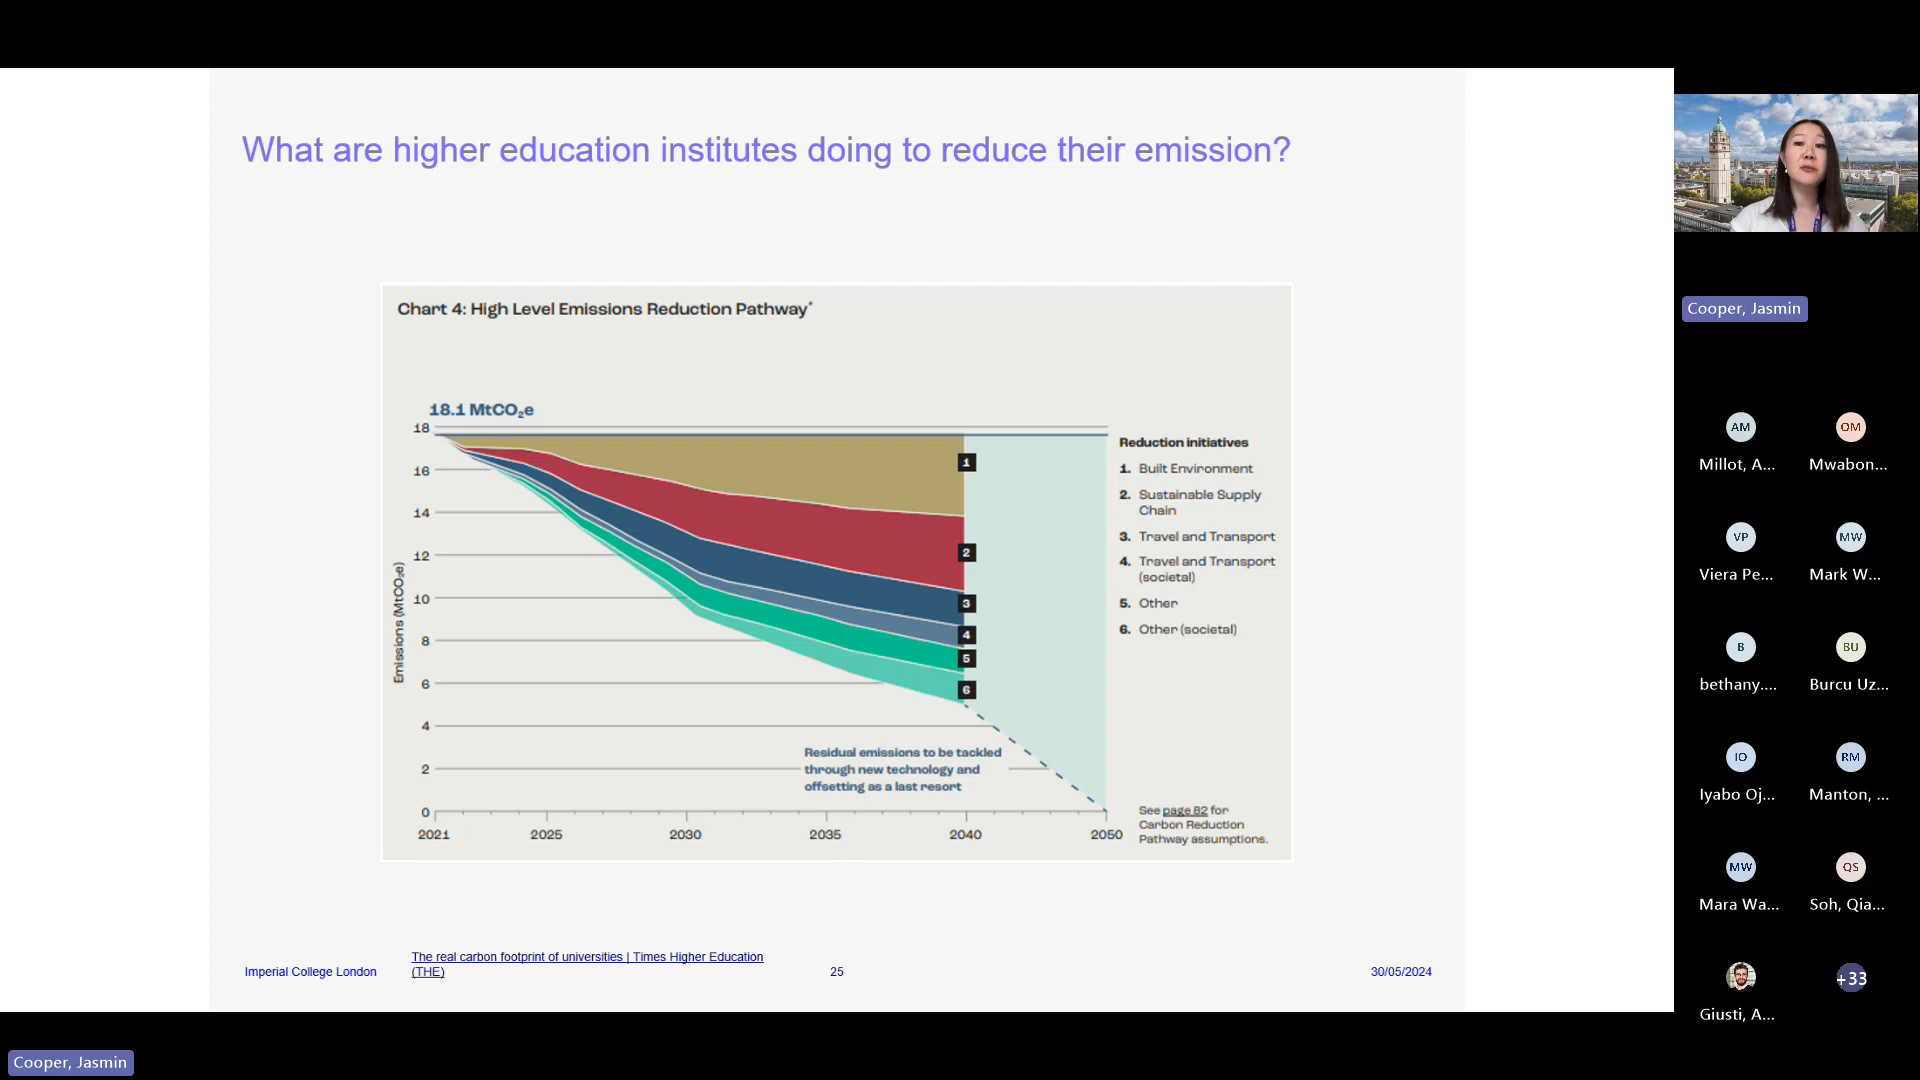 What are higher education institutes doing to reduce their emission?
Chart 4: High Level Emissions Reduction Pathway*
18.1 MtCO₂e
18
16
14
12
10
8
6
4
2
0
Emissions (MtCO₂e)
2021
2025
2030
2035
2040
2050
1
2
3
4
5
6
Residual emissions to be tackled
through new technology and
offsetting as a last resort
Reduction initiatives
1. Built Environment
2. Sustainable Supply
Chain
3. Travel and Transport
4. Travel and Transport
(societal)
5. Other
6. Other (societal)
See page 82 for
Carbon Reduction
Pathway assumptions.
Imperial College London
The real carbon footprint of universities | Times Higher Education
(THE)
25
30/05/2024
Cooper, Jasmin
AM
Millot, A...
OM
Mwabon...
VP
Viera Pe...
MW
Mark W...
B
bethany....
BU
Burcu Uz...
IO
Iyabo Oj...
RM
Manton, ...
MW
Mara Wa...
QS
Soh, Qia...
Giusti, A...
+33
Cooper, Jasmin